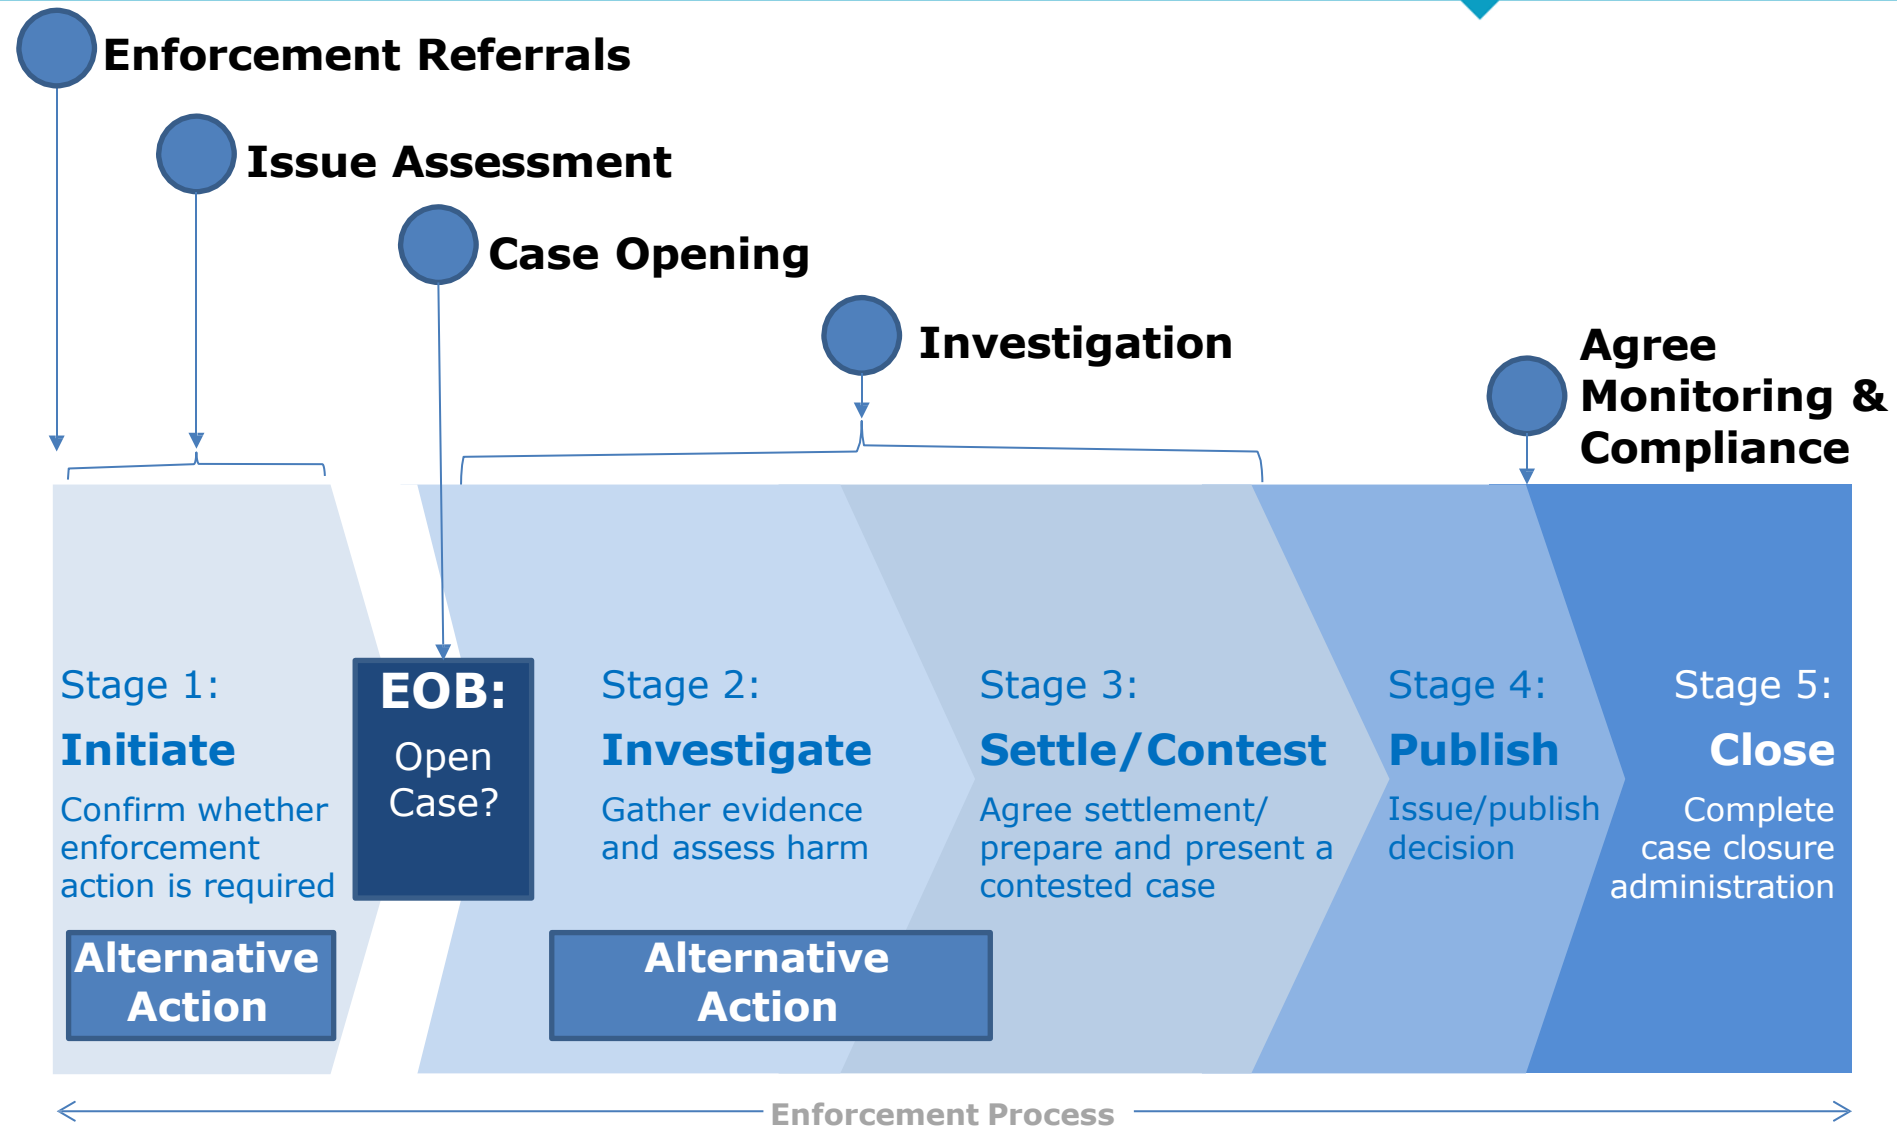 Enforcement Referrals
Issue Assessment
Case Opening
Investigation
Agree
Monitoring &
Compliance
Stage 1:
Initiate
Confirm whether
enforcement
action is required
Alternative
Action
EOB:
Open
Case?
Stage 2:
Investigate
Gather evidence
and assess harm
Alternative
Action
Stage 3:
Settle/Contest
Agree settlement/
prepare and present a
contested case
Stage 4:
Publish
Issue/publish
decision
Stage 5:
Close
Complete
case closure
administration
Enforcement Process